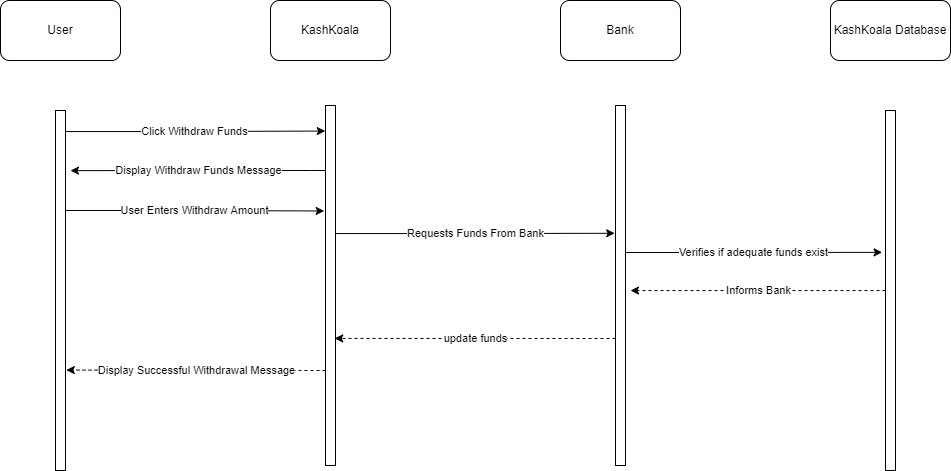 User
KashKoala
Bank
KashKoala Database
Click Withdraw Funds
Display Withdraw Funds Message
User Enters Withdraw Amount
Requests Funds From Bank
Verifies if adequate funds exist
Informs Bank
update funds
Display Successful Withdrawal Message